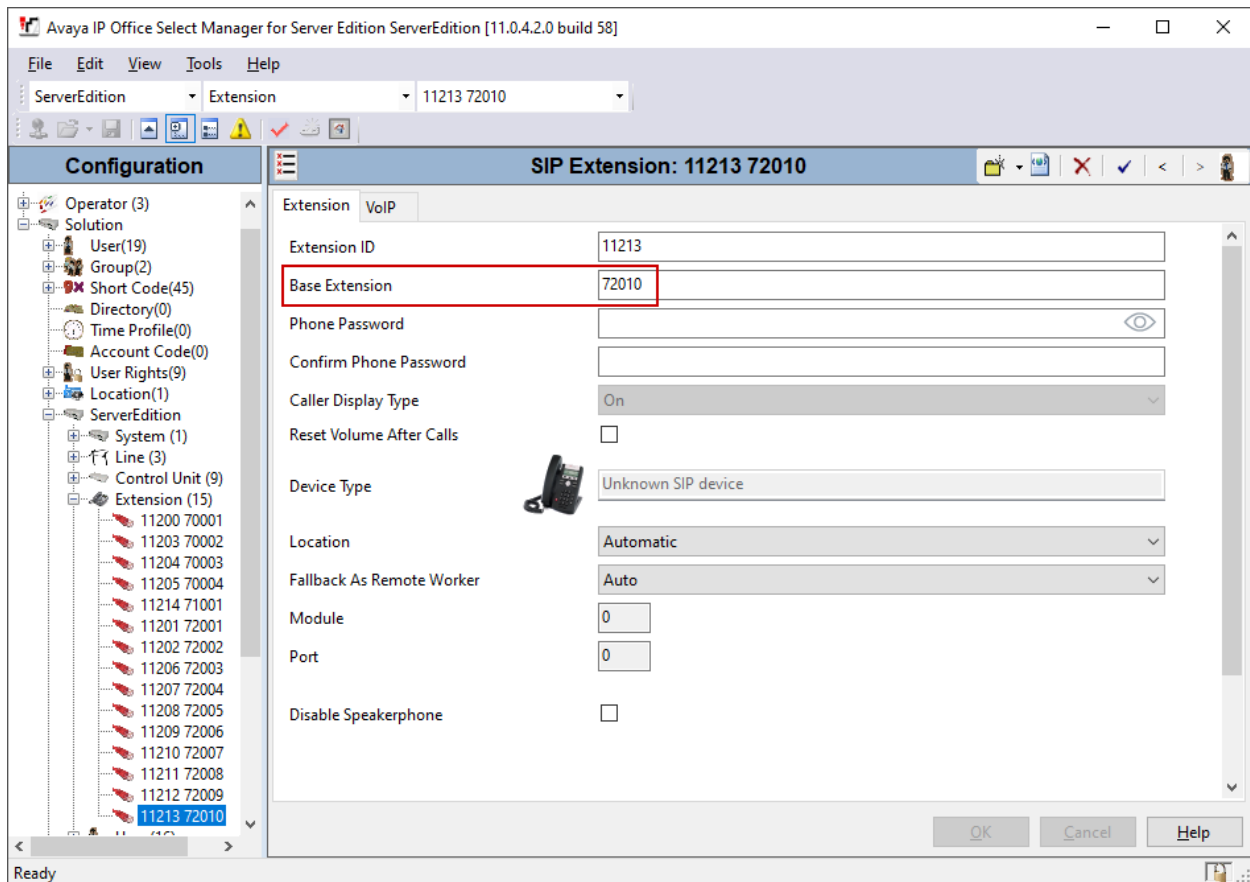 Avaya IP Office Select Manager for Server Edition ServerEdition [11.0.4.2.0 build 58]
File Edit View Tools Help
ServerEdition Extension 11213 72010
Configuration
Operator (3)
Solution
User(19)
Group(2)
Short Code(45)
Directory(0)
Time Profile(0)
Account Code(0)
User Rights(9)
Location(1)
ServerEdition
System (1)
Line (3)
Control Unit (9)
Extension (15)
11200 70001
11203 70002
11204 70003
11205 70004
11214 71001
11201 72001
11202 72002
11206 72003
11207 72004
11208 72005
11209 72006
11210 72007
11211 72008
11212 72009
11213 72010
SIP Extension: 11213 72010
Extension VoIP
Extension ID 11213
Base Extension 72010
Phone Password
Confirm Phone Password
Caller Display Type On
Reset Volume After Calls
Device Type Unknown SIP device
Location Automatic
Fallback As Remote Worker Auto
Module 0
Port 0
Disable Speakerphone
OK Cancel Help
Ready